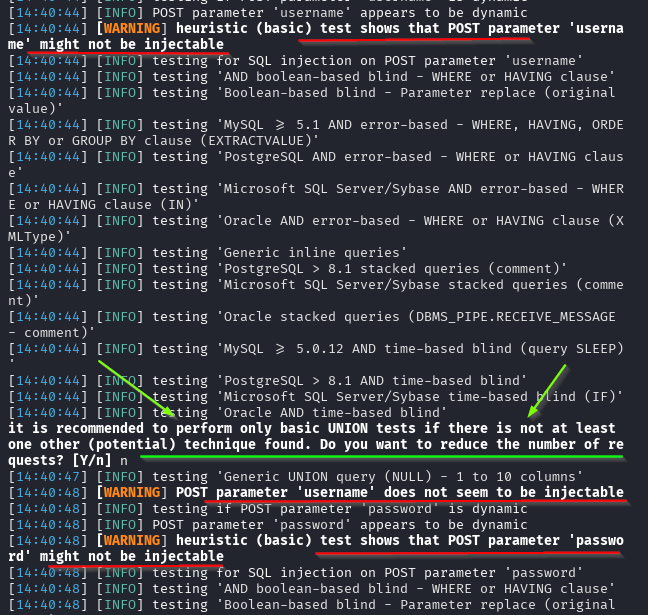 [14:40:44] [INFO] POST parameter 'username' appears to be dynamic
[14:40:44] [WARNING] heuristic (basic) test shows that POST parameter 'userna
me' might not be injectable
[14:40:44] [INFO] testing for SQL injection on POST parameter 'username'
[14:40:44] [INFO] testing 'AND boolean-based blind - WHERE or HAVING clause'
[14:40:44] [INFO] testing 'Boolean-based blind - Parameter replace (original
value)'
[14:40:44] [INFO] testing 'MySQL >= 5.1 AND error-based - WHERE, HAVING, ORDE
R BY or GROUP BY clause (EXTRACTVALUE)'
[14:40:44] [INFO] testing 'PostgreSQL AND error-based - WHERE or HAVING claus
e'
[14:40:44] [INFO] testing 'Microsoft SQL Server/Sybase AND error-based - WHER
E or HAVING clause (IN)'
[14:40:44] [INFO] testing 'Oracle AND error-based - WHERE or HAVING clause (X
MLType)'
[14:40:44] [INFO] testing 'Generic inline queries'
[14:40:44] [INFO] testing 'PostgreSQL > 8.1 stacked queries (comment)'
[14:40:44] [INFO] testing 'Microsoft SQL Server/Sybase stacked queries (comme
nt)'
[14:40:44] [INFO] testing 'Oracle stacked queries (DBMS_PIPE.RECEIVE_MESSAGE
- comment)'
[14:40:44] [INFO] testing 'MySQL >= 5.0.12 AND time-based blind (query SLEEP)
'
[14:40:44] [INFO] testing 'PostgreSQL > 8.1 AND time-based blind'
[14:40:44] [INFO] testing 'Microsoft SQL Server/Sybase time-based blind (IF)'
[14:40:44] [INFO] testing 'Oracle AND time-based blind'
it is recommended to perform only basic UNION tests if there is not at least
one other (potential) technique found. Do you want to reduce the number of re
quests? [Y/n] n
[14:40:47] [INFO] testing 'Generic UNION query (NULL) - 1 to 10 columns'
[14:40:48] [WARNING] POST parameter 'username' does not seem to be injectable
[14:40:48] [INFO] testing if POST parameter 'password' is dynamic
[14:40:48] [INFO] POST parameter 'password' appears to be dynamic
[14:40:48] [WARNING] heuristic (basic) test shows that POST parameter 'passwo
rd' might not be injectable
[14:40:48] [INFO] testing for SQL injection on POST parameter 'password'
[14:40:48] [INFO] testing 'AND boolean-based blind - WHERE or HAVING clause'
[14:40:48] [INFO] testing 'Boolean-based blind - Parameter replace (original